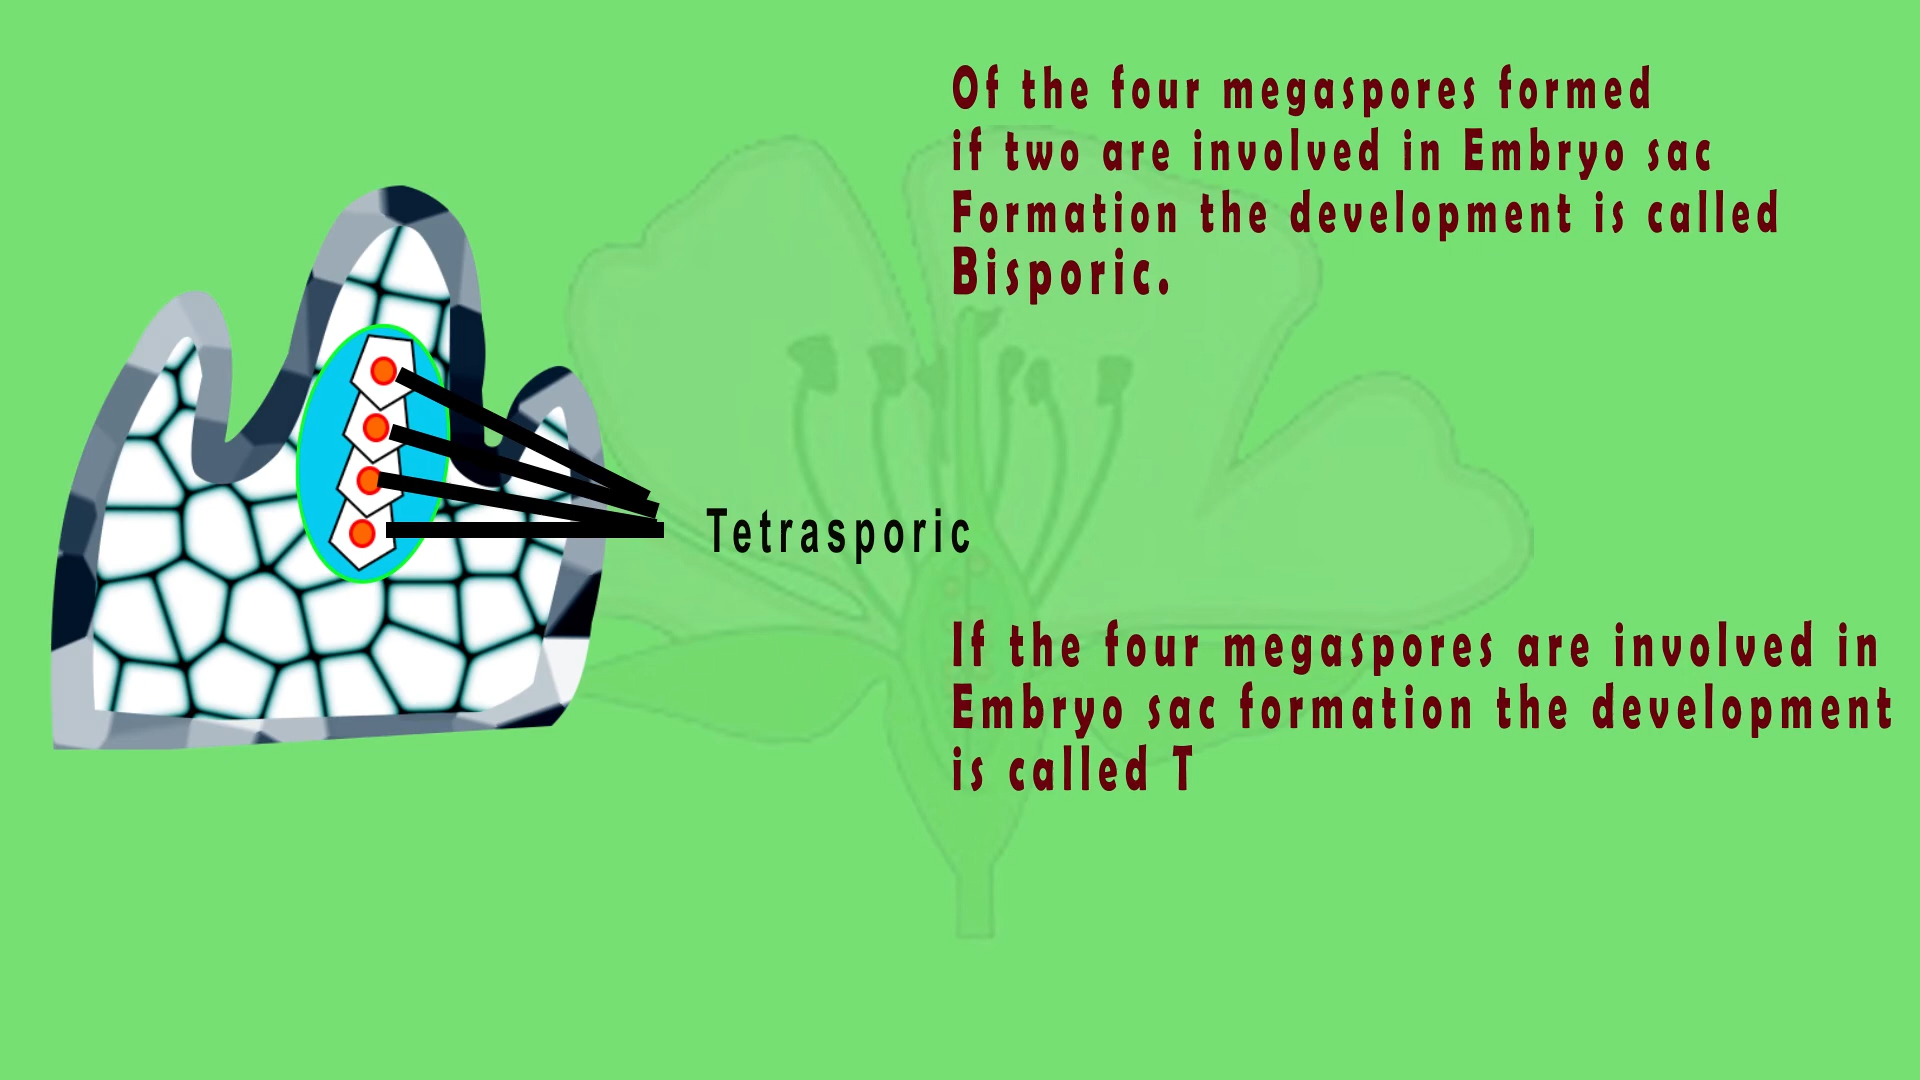 Of the four megaspores formed
if two are involved in Embryo sac
Formation the development is called
Bisporic.
Tetrasporic
If the four megaspores are involved in
Embryo sac formation the development
is called T